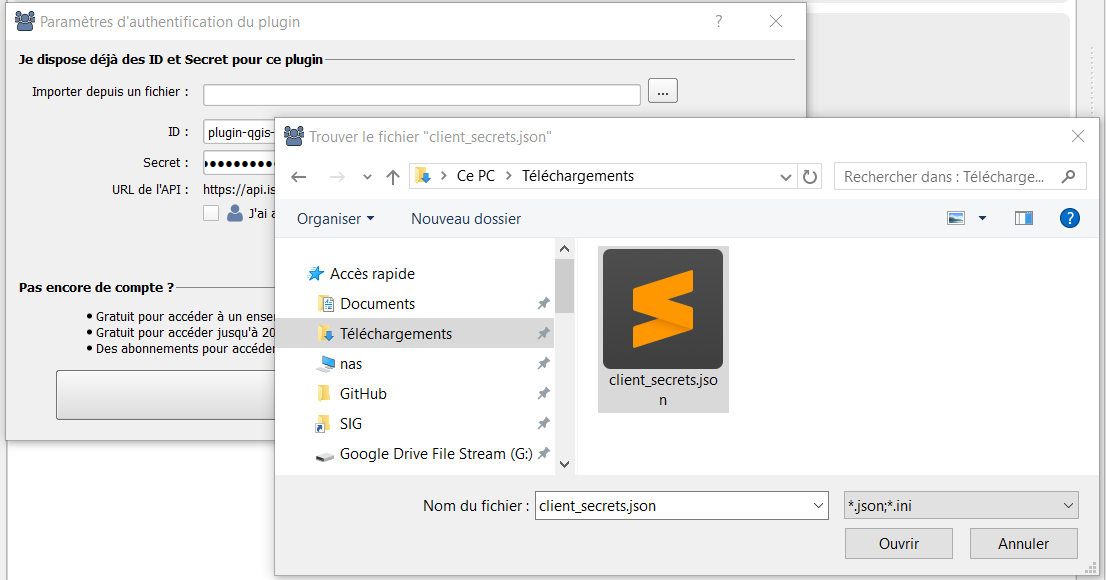 Paramètres d'authentification du plugin
?
Je dispose déjà des ID et Secret pour ce plugin
Importer depuis un fichier :
...
ID :
plugin-qgis-
Secret :
URL de l'API :
https://api.is
J'ai a
Pas encore de compte ?
• Gratuit pour accéder à un enser
• Gratuit pour accéder jusqu'à 20
• Des abonnements pour accéder
Trouver le fichier "client_secrets.json"
Ce PC > Téléchargements
Rechercher dans : Télécharge...
Organiser
Nouveau dossier
?
Accès rapide
Documents
Téléchargements
nas
GitHub
SIG
Google Drive File Stream (G:)
client_secrets.jso
n
Nom du fichier :
client_secrets.json
*.json;*.ini
Ouvrir
Annuler